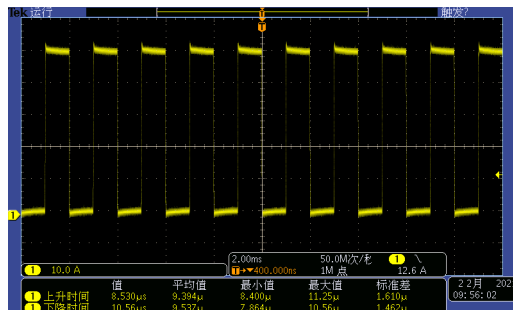 Tek 运行
触发?
T
1
1 10.0 A
2.00ms 50.0M次/秒 1
T→▼400.000ns 1M 点 12.6 A
值 平均值 最小值 最大值 标准差
1 上升时间 8.530µs 9.394µ 8.400µ 11.25µ 1.610µ
1 下降时间 10.56µs 9.537µ 7.864µ 10.56µ 1.462µ
22月
09:56:02